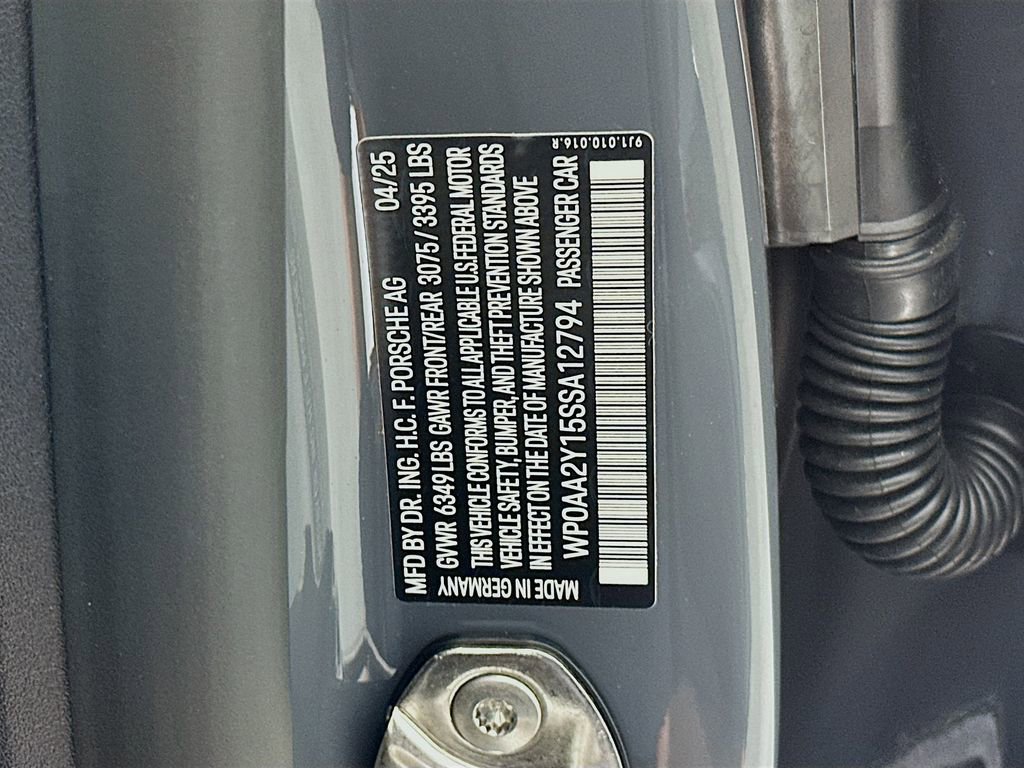 MFD BY DR. ING. H.C. F. PORSCHE AG 04/25
GVWR 6349 LBS GAWR FRONT/REAR 3075 / 3395 LBS
THIS VEHICLE CONFORMS TO ALL APPLICABLE U.S. FEDERAL MOTOR
VEHICLE SAFETY, BUMPER, AND THEFT PREVENTION STANDARDS
IN EFFECT ON THE DATE OF MANUFACTURE SHOWN ABOVE
MADE IN GERMANY WP0AA2Y15SSA12794 PASSENGER CAR
9J1.010.016.R